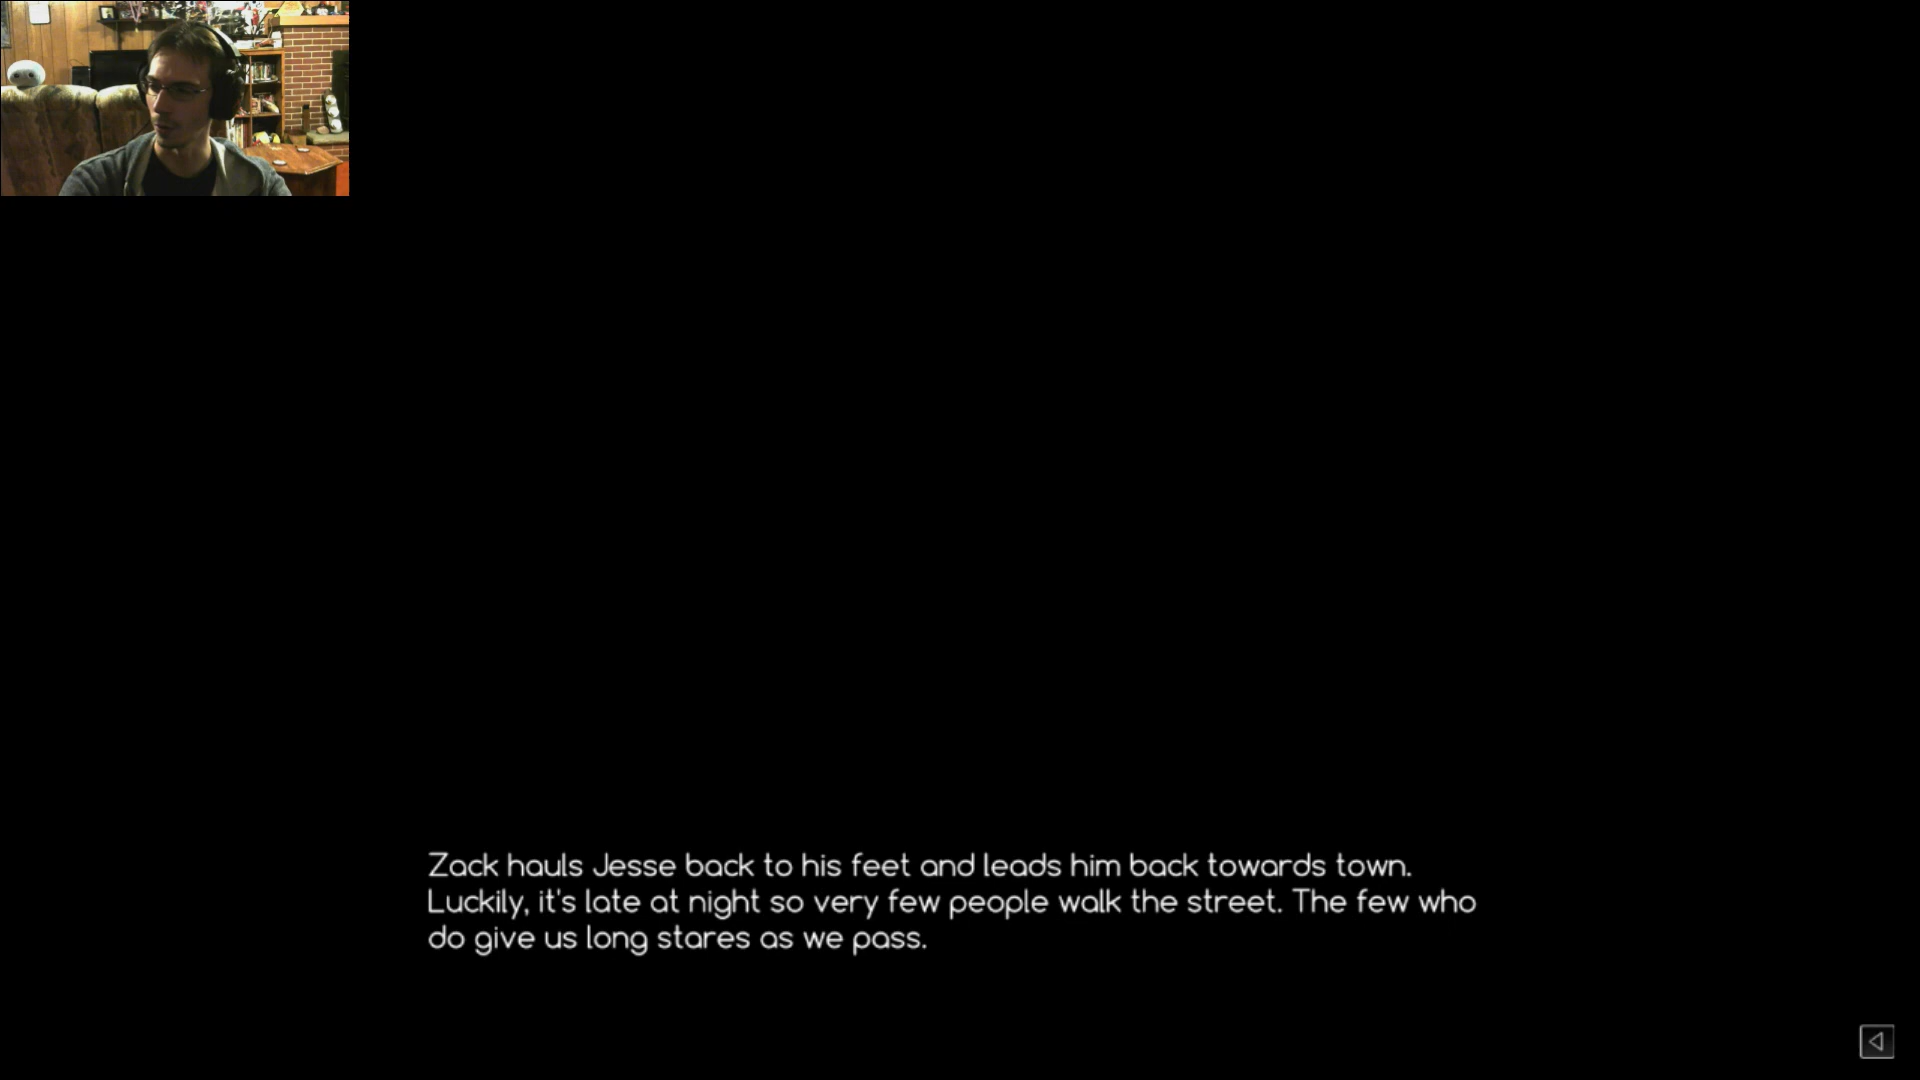 Zack hauls Jesse back to his feet and leads him back towards town.
Luckily, it's late at night so very few people walk the street. The few who
do give us long stares as we pass.